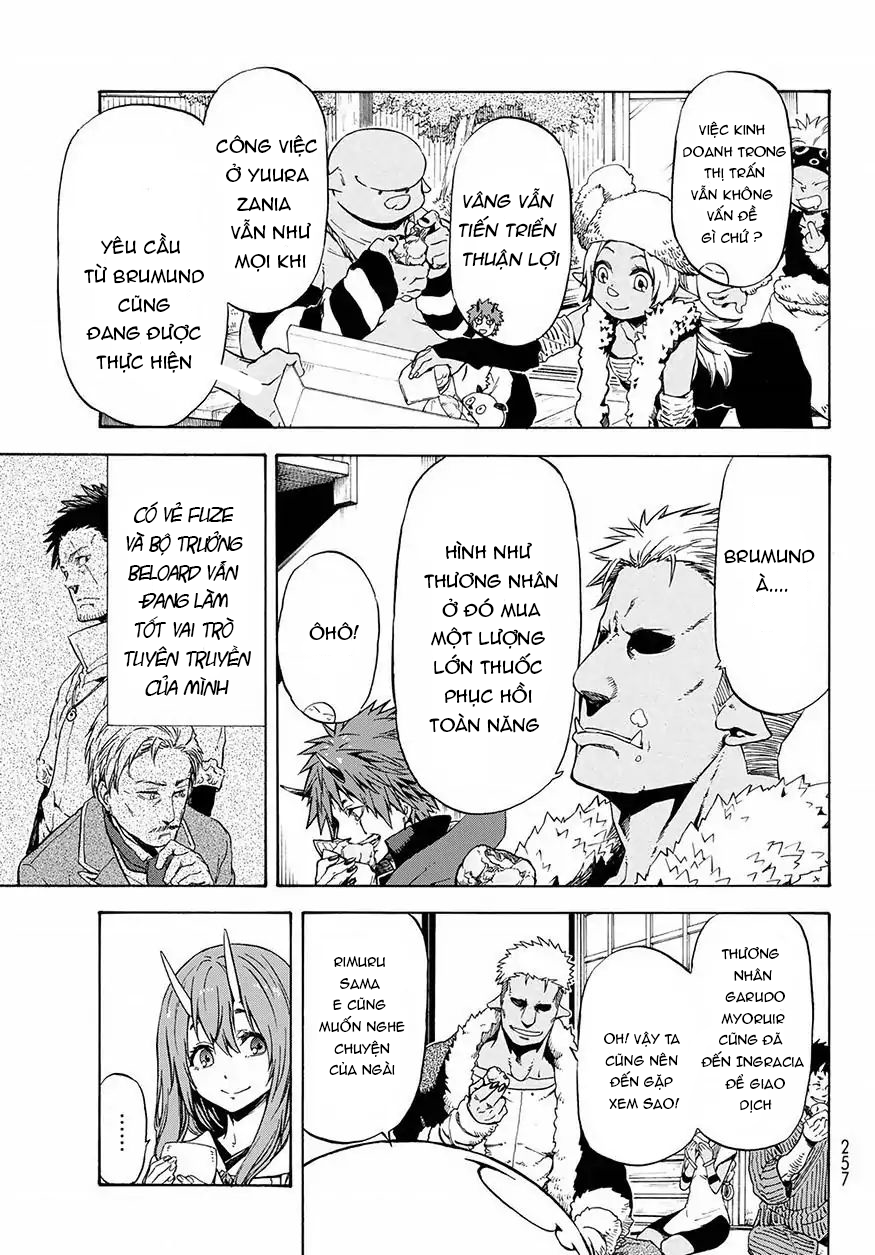 VIỆC KINH
DOANH TRONG
THỊ TRẤN
VẪN KHÔNG
VẤN ĐỀ
GÌ CHỨ ?
VÂNG VẪN
TIẾN TRIỂN
THUẬN LỢI
CÔNG VIỆC
Ở YUURA
ZANIA
VẪN NHƯ
MỌI KHI
YÊU CẦU
TỪ BRUMUND
CŨNG
ĐANG ĐƯỢC
THỰC HIỆN
BRUMUND
À....
HÌNH NHƯ
THƯƠNG NHÂN
Ở ĐÓ MUA
MỘT LƯỢNG
LỚN THUỐC
PHỤC HỒI
TOÀN NĂNG
ÔHÔ!
CÓ VẺ FUZE
VÀ BỘ TRƯỞNG
BELOARD VẪN
ĐANG LÀM
TỐT VAI TRÒ
TUYÊN TRUYỀN
CỦA MÌNH
THƯƠNG
NHÂN
GARUDO
MYORUIR
CŨNG ĐÃ
ĐẾN INGRACIA
ĐỂ GIAO
DỊCH
OH! VẬY TA
CŨNG NÊN
ĐẾN GẶP
XEM SAO!
RIMURU
SAMA
E CŨNG
MUỐN NGHE
CHUYỆN
CỦA NGÀI
........
257